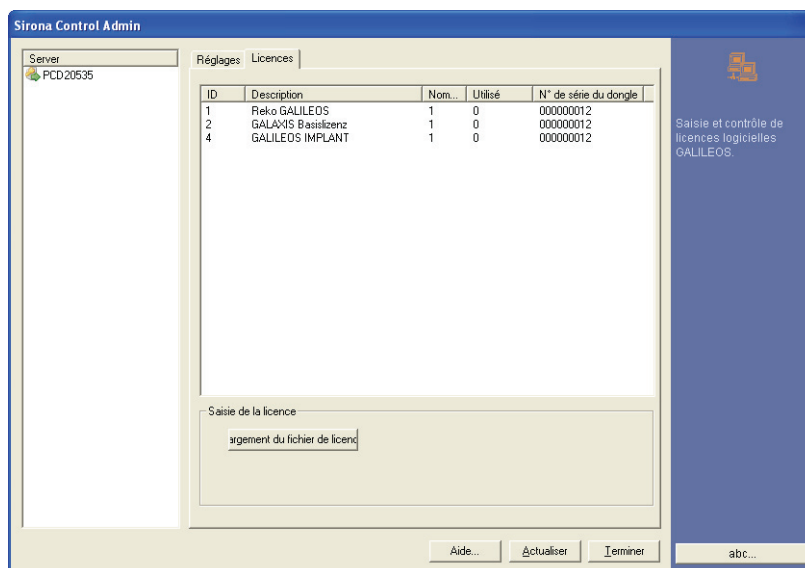 Sirona Control Admin
Server
PCD20535
Réglages Licences
ID Description Nom... Utilisé N° de série du dongle
1 Reko GALILEOS 1 0 000000012
2 GALAXIS Basislizenz 1 0 000000012
4 GALILEOS IMPLANT 1 0 000000012
Saisie de la licence
argement du fichier de licenc
Saisie et contrôle de
licences logicielles
GALILEOS.
Aide... Actualiser Terminer
abc...